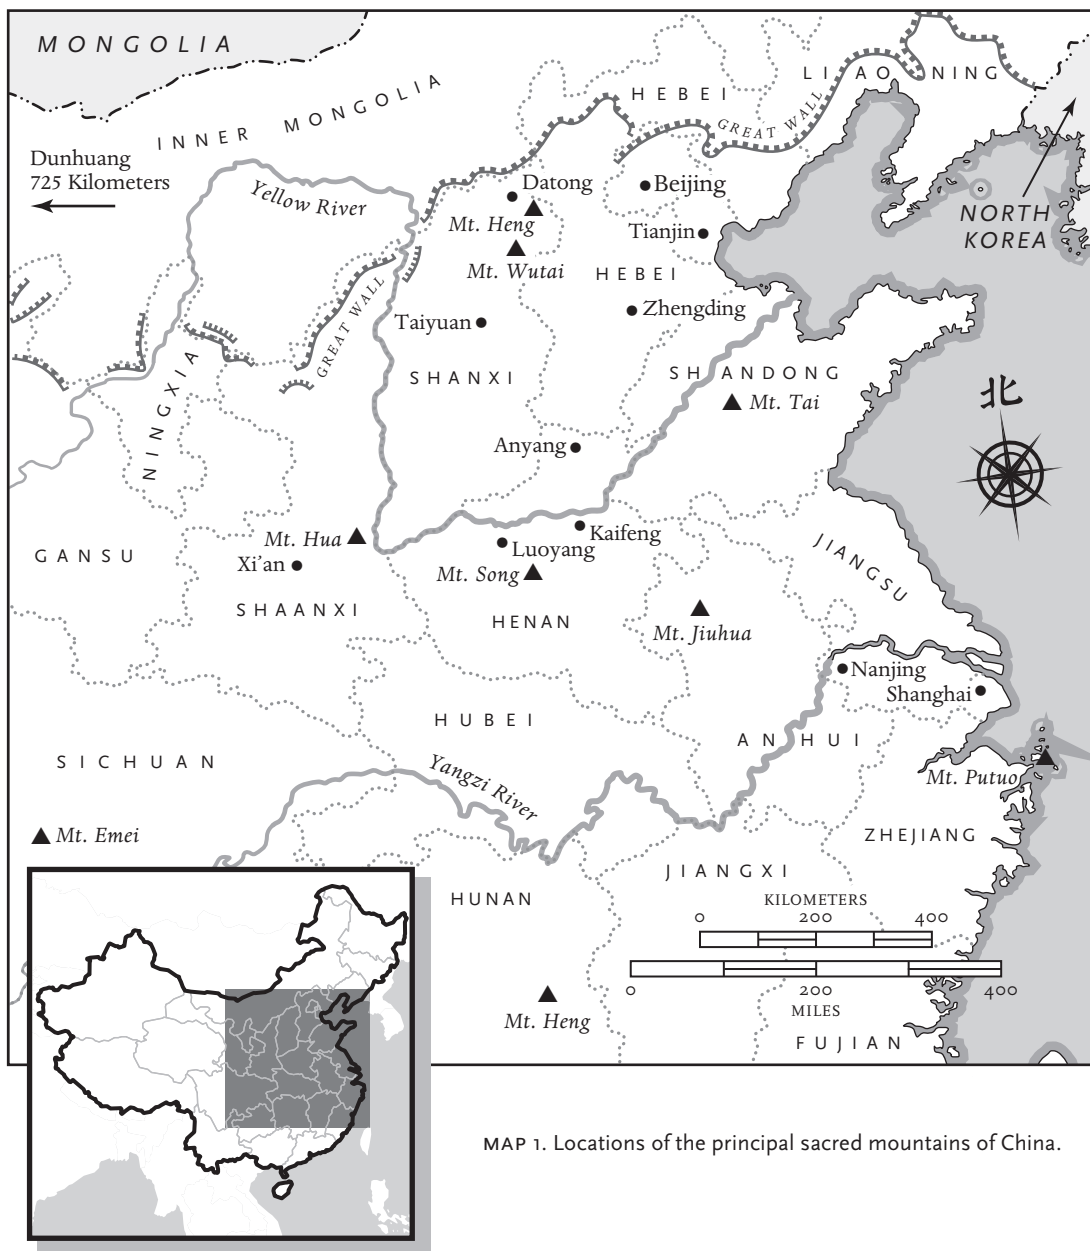 MONGOLIA
INNER MONGOLIA
HEBEI
LIAONING
GREAT WALL
Dunhuang
725 Kilometers
Yellow River
Datong
Beijing
Mt. Heng
Tianjin
NORTH
KOREA
Mt. Wutai
HEBEI
Zhengding
Taiyuan
GREAT WALL
SHANXI
SHANDONG
Mt. Tai
北
NINGXIA
Anyang
Mt. Hua
Kaifeng
Luoyang
GANSU
Xi'an
Mt. Song
JIANGSU
SHAANXI
HENAN
Mt. Jiuhua
Nanjing
Shanghai
HUBEI
ANHUI
SICHUAN
Yangzi River
Mt. Putuo
Mt. Emei
ZHEJIANG
JIANGXI
HUNAN
KILOMETERS
0 200 400
0 200 400
MILES
Mt. Heng
FUJIAN
MAP 1. Locations of the principal sacred mountains of China.